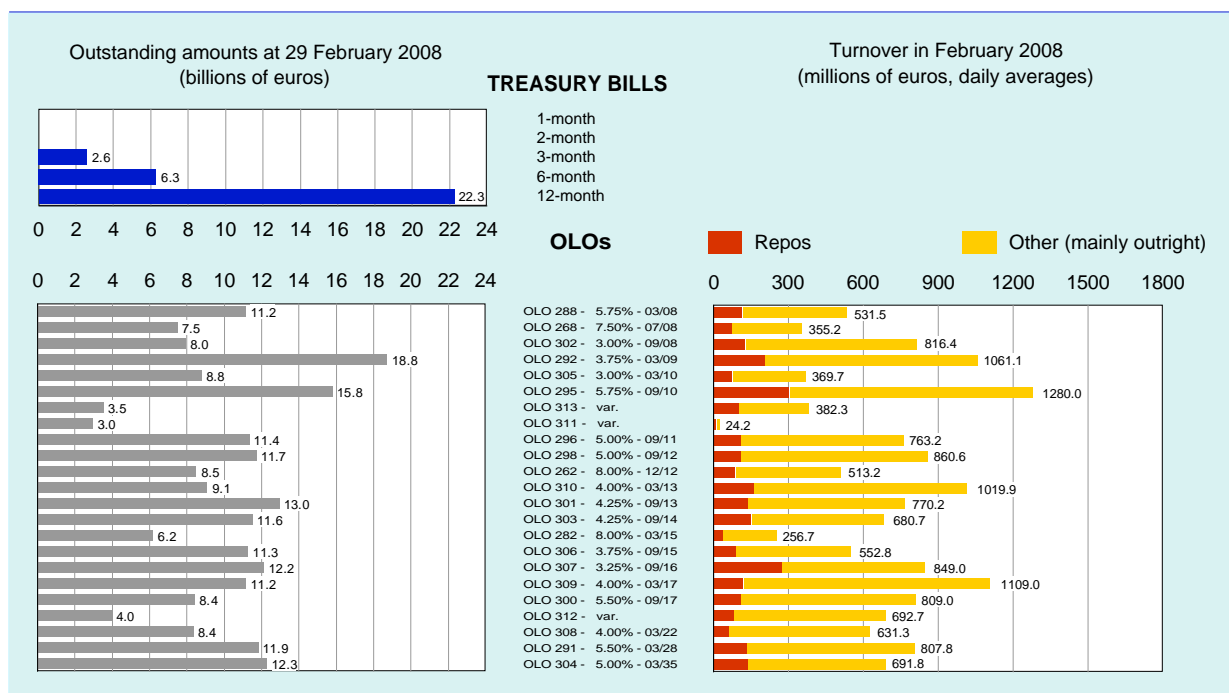 Outstanding amounts at 29 February 2008
(billions of euros)
Turnover in February 2008
(millions of euros, daily averages)
TREASURY BILLS
1-month
2-month
2.6 3-month
6.3 6-month
22.3 12-month
0 2 4 6 8 10 12 14 16 18 20 22 24
OLOs
Repos Other (mainly outright)
0 2 4 6 8 10 12 14 16 18 20 22 24
0 300 600 900 1200 1500 1800
11.2 OLO 288 - 5.75% - 03/08 531.5
7.5 OLO 268 - 7.50% - 07/08 355.2
8.0 OLO 302 - 3.00% - 09/08 816.4
18.8 OLO 292 - 3.75% - 03/09 1061.1
8.8 OLO 305 - 3.00% - 03/10 369.7
15.8 OLO 295 - 5.75% - 09/10 1280.0
3.5 OLO 313 - var. 382.3
3.0 OLO 311 - var. 24.2
11.4 OLO 296 - 5.00% - 09/11 763.2
11.7 OLO 298 - 5.00% - 09/12 860.6
8.5 OLO 262 - 8.00% - 12/12 513.2
9.1 OLO 310 - 4.00% - 03/13 1019.9
13.0 OLO 301 - 4.25% - 09/13 770.2
11.6 OLO 303 - 4.25% - 09/14 680.7
6.2 OLO 282 - 8.00% - 03/15 256.7
11.3 OLO 306 - 3.75% - 09/15 552.8
12.2 OLO 307 - 3.25% - 09/16 849.0
11.2 OLO 309 - 4.00% - 03/17 1109.0
8.4 OLO 300 - 5.50% - 09/17 809.0
4.0 OLO 312 - var. 692.7
8.4 OLO 308 - 4.00% - 03/22 631.3
11.9 OLO 291 - 5.50% - 03/28 807.8
12.3 OLO 304 - 5.00% - 03/35 691.8